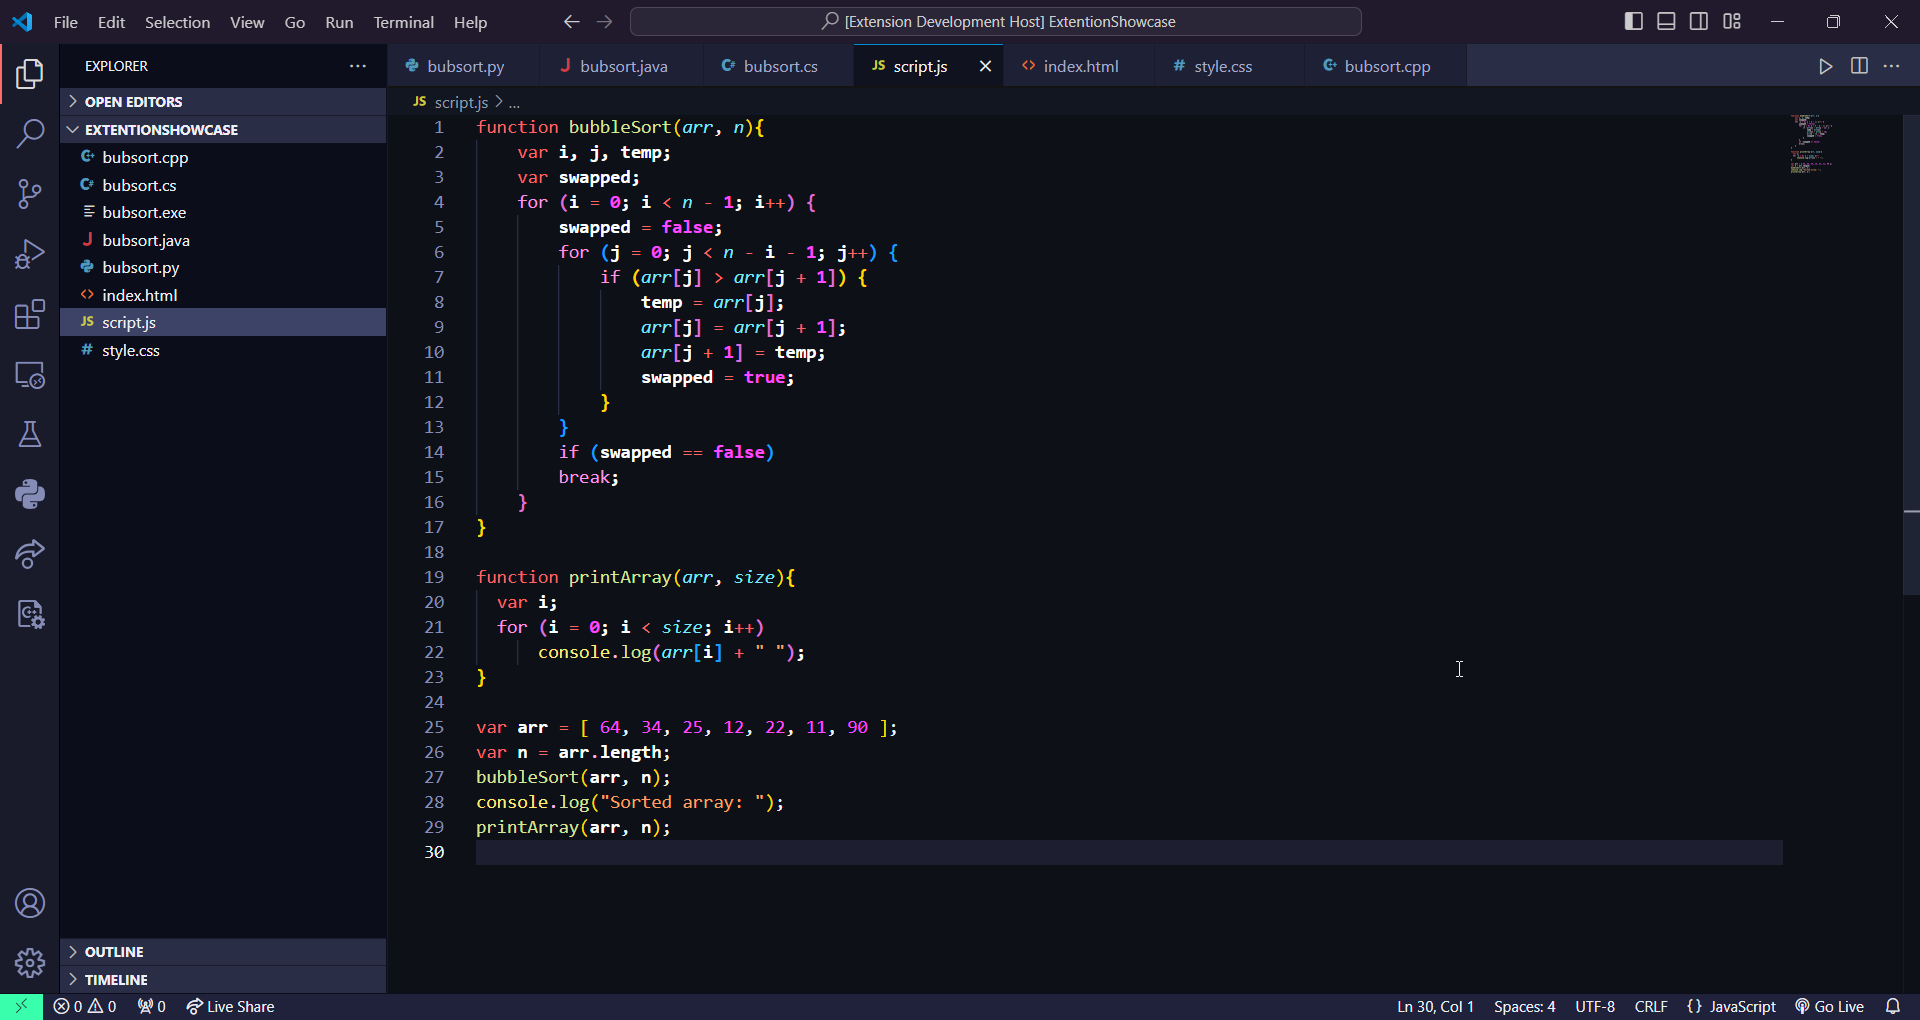 File Edit Selection View Go Run Terminal Help
[Extension Development Host] ExtentionShowcase
EXPLORER
OPEN EDITORS
EXTENTIONSHOWCASE
bubsort.cpp
bubsort.cs
bubsort.exe
bubsort.java
bubsort.py
index.html
JS script.js
# style.css
OUTLINE
TIMELINE
bubsort.py J bubsort.java C# bubsort.cs JS script.js <> index.html # style.css C+ bubsort.cpp
JS script.js > ...
1 function bubbleSort(arr, n){
2     var i, j, temp;
3     var swapped;
4     for (i = 0; i < n - 1; i++) {
5         swapped = false;
6         for (j = 0; j < n - i - 1; j++) {
7             if (arr[j] > arr[j + 1]) {
8                 temp = arr[j];
9                 arr[j] = arr[j + 1];
10                 arr[j + 1] = temp;
11                 swapped = true;
12             }
13         }
14         if (swapped == false)
15         break;
16     }
17 }
18
19 function printArray(arr, size){
20   var i;
21   for (i = 0; i < size; i++)
22       console.log(arr[i] + " ");
23 }
24
25 var arr = [ 64, 34, 25, 12, 22, 11, 90 ];
26 var n = arr.length;
27 bubbleSort(arr, n);
28 console.log("Sorted array: ");
29 printArray(arr, n);
30
0 0 0 Live Share Ln 30, Col 1 Spaces: 4 UTF-8 CRLF {} JavaScript Go Live